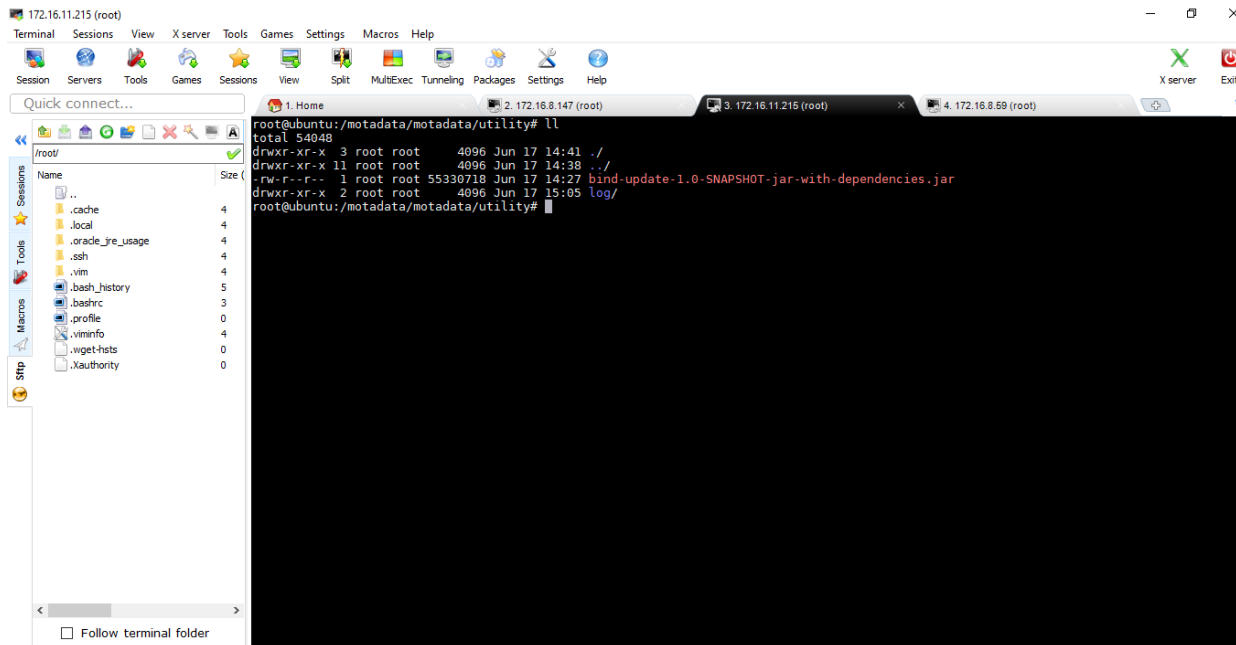 172.16.11.215 (root)
Terminal Sessions View X server Tools Games Settings Macros Help
Session Servers Tools Games Sessions View Split MultiExec Tunneling Packages Settings Help X server Exit
Quick connect... 1. Home 2. 172.16.8.147 (root) 3. 172.16.11.215 (root) 4. 172.16.8.59 (root)
/root/
Name Size (
..
.cache 4
.local 4
.oracle_jre_usage 4
.ssh 4
.vim 4
.bash_history 5
.bashrc 3
.profile 0
.viminfo 4
.wget-hsts 0
.Xauthority 0
Follow terminal folder
Sessions
Tools
Macros
Sftp
root@ubuntu:/motadata/motadata/utility# ll
total 54048
drwxr-xr-x 3 root root 4096 Jun 17 14:41 ./
drwxr-xr-x 11 root root 4096 Jun 17 14:38 ../
-rw-r--r-- 1 root root 55330718 Jun 17 14:27 bind-update-1.0-SNAPSHOT-jar-with-dependencies.jar
drwxr-xr-x 2 root root 4096 Jun 17 15:05 log/
root@ubuntu:/motadata/motadata/utility#